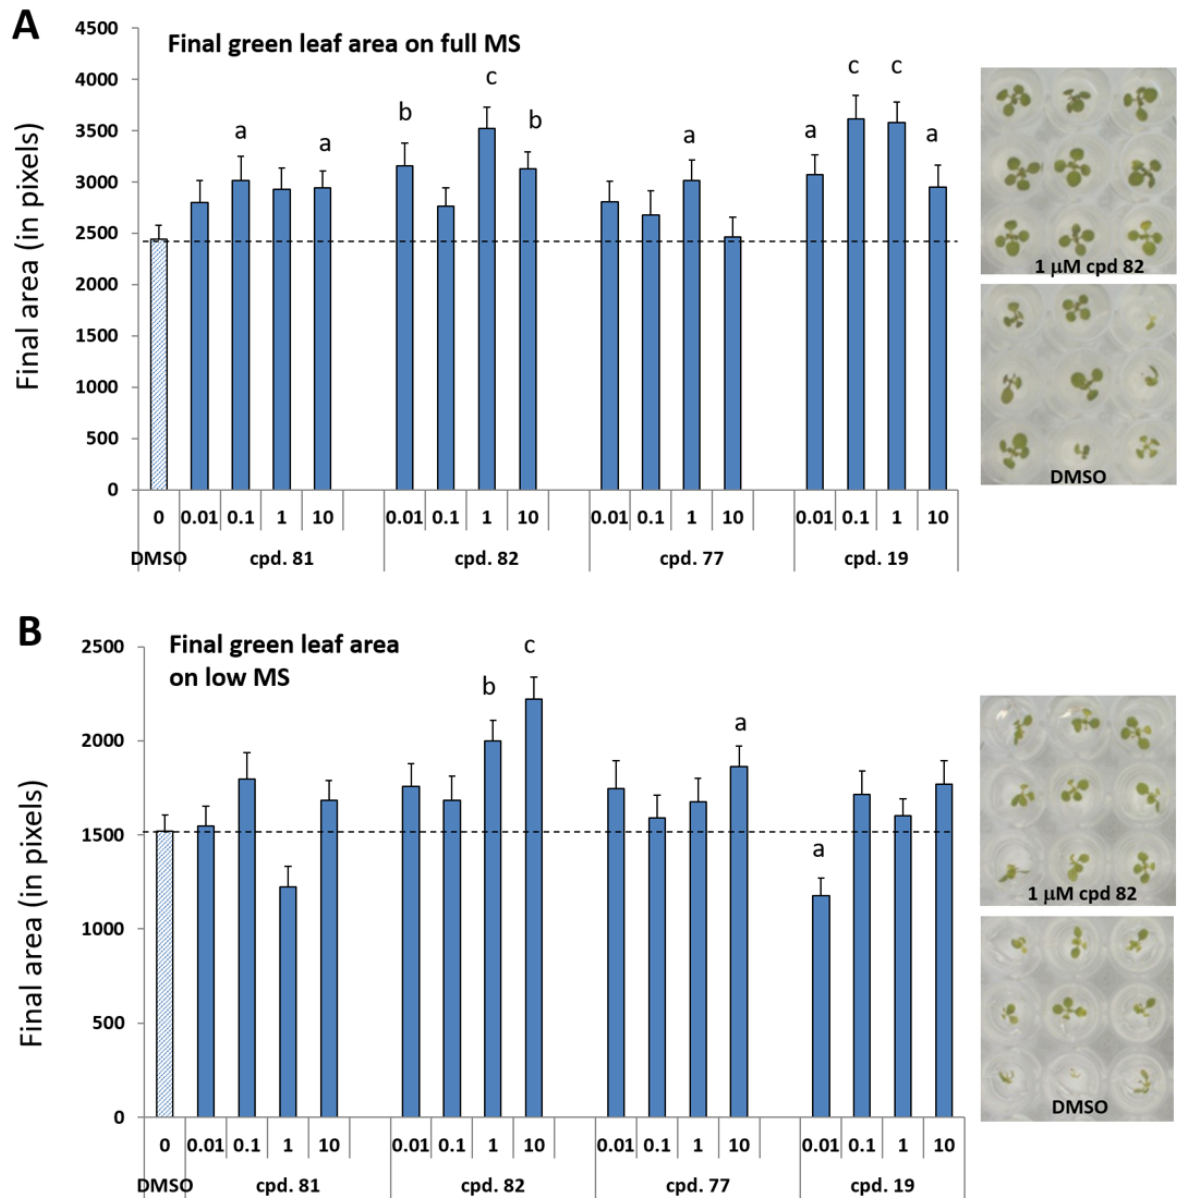 A
Final green leaf area on full MS
Final area (in pixels)
4500
4000
3500
3000
2500
2000
1500
1000
500
0
a
a
b
c
b
a
a
c
c
a
0 0.01 0.1 1 10 0.01 0.1 1 10 0.01 0.1 1 10 0.01 0.1 1 10
DMSO cpd. 81 cpd. 82 cpd. 77 cpd. 19
1 μM cpd 82
DMSO
B
Final green leaf area
on low MS
Final area (in pixels)
2500
2000
1500
1000
500
0
b
c
a
a
0 0.01 0.1 1 10 0.01 0.1 1 10 0.01 0.1 1 10 0.01 0.1 1 10
DMSO cpd. 81 cpd. 82 cpd. 77 cpd. 19
1 μM cpd 82
DMSO